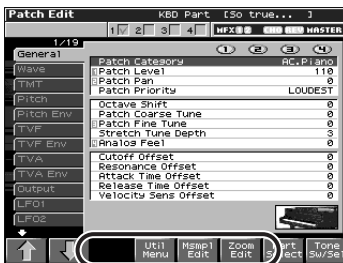 Patch Edit KBD Part [So true... ]
1 2 3 4 MFX CHO REV MASTER
1/19
General 1 2 3 4
Wave
TMT
Pitch
Pitch Env
TVF
TVF Env
TVA
TVA Env
Output
LFO1
LFO2
Patch Category AC.Piano
Patch Level 110
Patch Pan 0
Patch Priority LOUDEST
Octave Shift 0
Patch Coarse Tune 0
Patch Fine Tune 0
Stretch Tune Depth 3
Analog Feel 0
Cutoff Offset 0
Resonance Offset 0
Attack Time Offset 0
Release Time Offset 0
Velocity Sens Offset 0
Util Menu
Msmpl Edit
Zoom Edit
Tone Sw/Sel